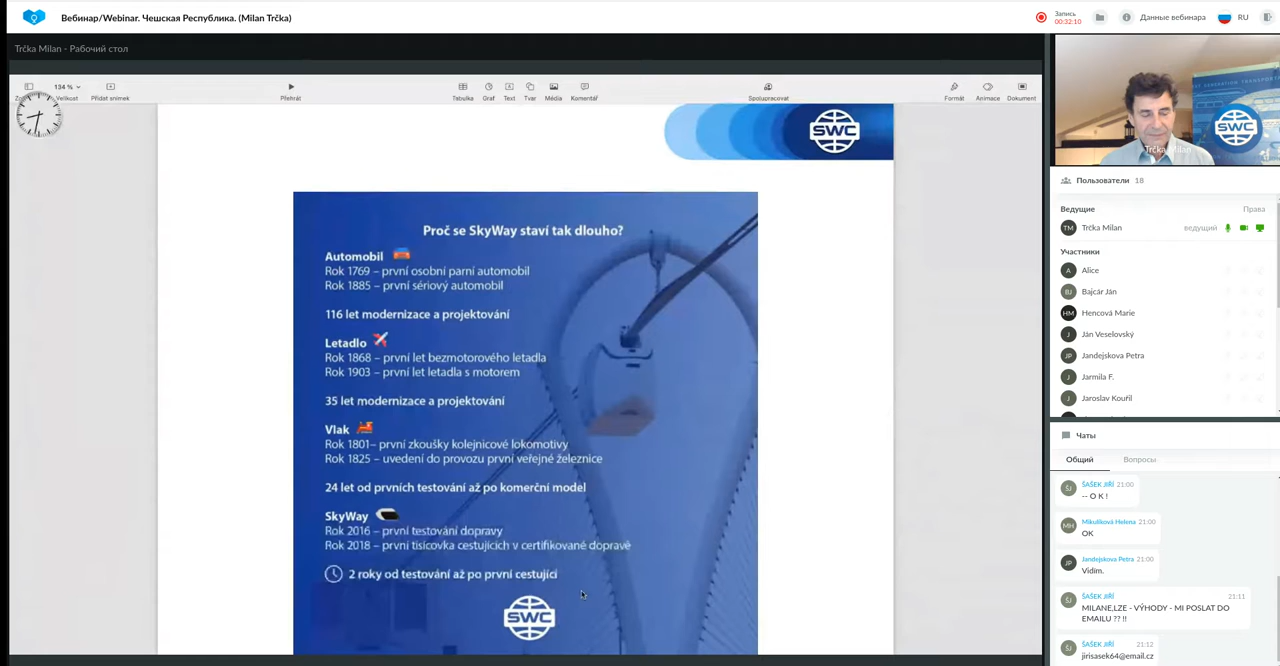 Вебинар/Webinar. Чешская Республика. (Milan Trčka)
Запись
00:32:10
Данные вебинара
RU
Trčka Milan - Рабочий стол
134 %
Velikost
Přidat snímek
Přehrát
Tabulka
Graf
Text
Tvar
Média
Komentář
Spolupracovat
Formát
Animace
Dokument
SWC
Proč se SkyWay staví tak dlouho?
Automobil
Rok 1769 – první osobní parní automobil
Rok 1885 – první sériový automobil
116 let modernizace a projektování
Letadlo
Rok 1868 – první let bezmotorového letadla
Rok 1903 – první let letadla s motorem
35 let modernizace a projektování
Vlak
Rok 1801– první zkoušky kolejnicové lokomotivy
Rok 1825 – uvedení do provozu první veřejné železnice
24 let od prvních testování až po komerční model
SkyWay
Rok 2016 – první testování dopravy
Rok 2018 – první tisícovka cestujících v certifikované dopravě
2 roky od testování až po první cestující
SWC
SWC
Trčka Milan
Пользователи 18
Ведущие
Права
TM Trčka Milan
ведущий
Участники
A Alice
BJ Bajcár Ján
HM Hencová Marie
J Ján Veselovský
JP Jandejskova Petra
J Jarmila F.
J Jaroslav Kouřil
Чаты
Общий
Вопросы
ŠJ ŠAŠEK JIŘÍ 21:00
-- O K !
MH Mikulíková Helena 21:00
OK
JP Jandejskova Petra 21:00
Vidím.
ŠJ ŠAŠEK JIŘÍ 21:11
MILANE,LZE - VÝHODY - MI POSLAT DO
EMAILU ?? !!
ŠJ ŠAŠEK JIŘÍ 21:12
jirisasek64@email.cz